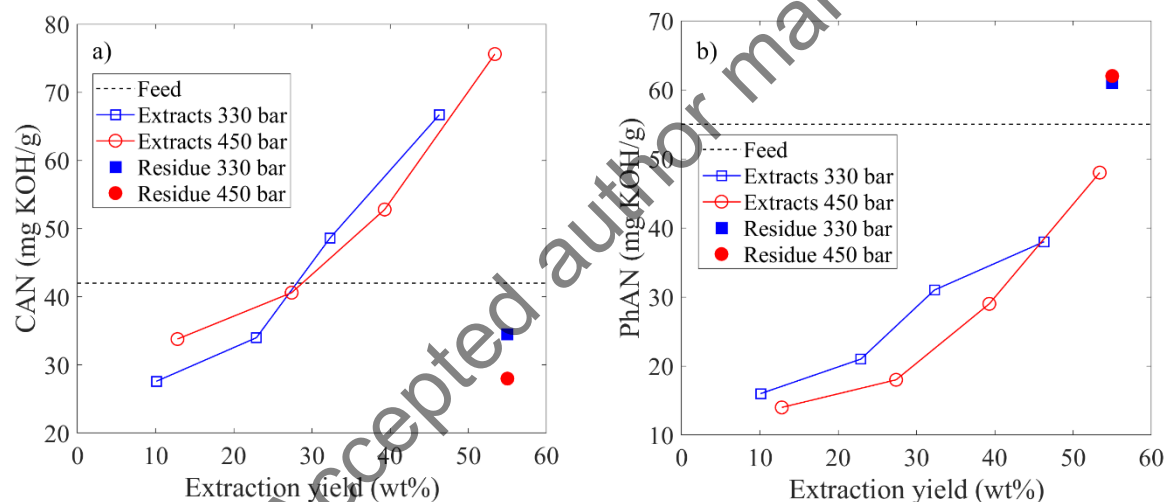 a)
Feed
Extracts 330 bar
Extracts 450 bar
Residue 330 bar
Residue 450 bar
CAN (mg KOH/g)
80
70
60
50
40
30
20
0
10
20
30
40
50
60
Extraction yield (wt%)
b)
Feed
Extracts 330 bar
Extracts 450 bar
Residue 330 bar
Residue 450 bar
PhAN (mg KOH/g)
70
60
50
40
30
20
10
0
10
20
30
40
50
60
Extraction yield (wt%)
Accepted author man